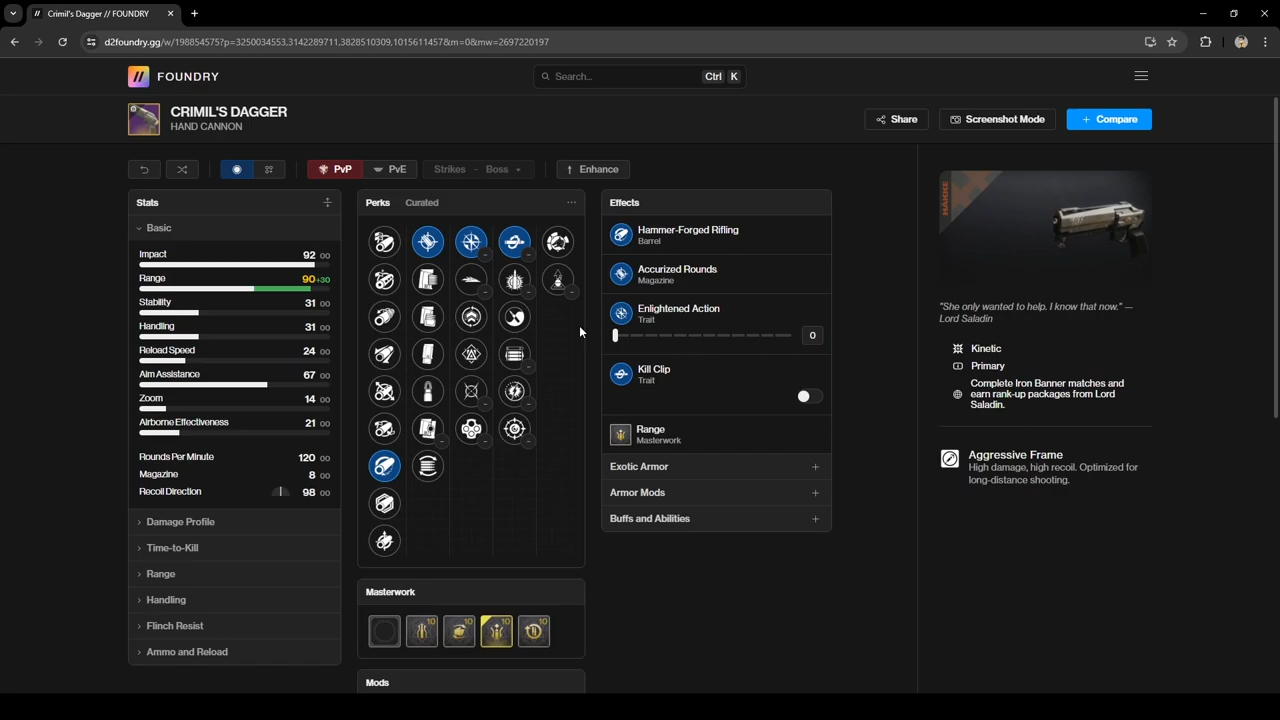 Crimil's Dagger // FOUNDRY
d2foundry.gg/w/198854575?p=3250034553,3142289711,3828510309,1015611457&m=0&mw=2697220197
FOUNDRY
Search...
Ctrl
K
CRIMIL'S DAGGER
HAND CANNON
Share
Screenshot Mode
Compare
PvP
PvE
Strikes - Boss
Enhance
Stats
Basic
Impact 92 00
Range 90 +30
Stability 31 00
Handling 31 00
Reload Speed 24 00
Aim Assistance 67 00
Zoom 14 00
Airborne Effectiveness 21 00
Rounds Per Minute 120 00
Magazine 8 00
Recoil Direction 98 00
Damage Profile
Time-to-Kill
Range
Handling
Flinch Resist
Ammo and Reload
Perks
Curated
Masterwork
10
10
10
10
Mods
Effects
Hammer-Forged Rifling
Barrel
Accurized Rounds
Magazine
Enlightened Action
Trait
0
Kill Clip
Trait
Range
Masterwork
Exotic Armor
Armor Mods
Buffs and Abilities
HAKKE
"She only wanted to help. I know that now." —
Lord Saladin
Kinetic
Primary
Complete Iron Banner matches and
earn rank-up packages from Lord
Saladin.
Aggressive Frame
High damage, high recoil. Optimized for
long-distance shooting.